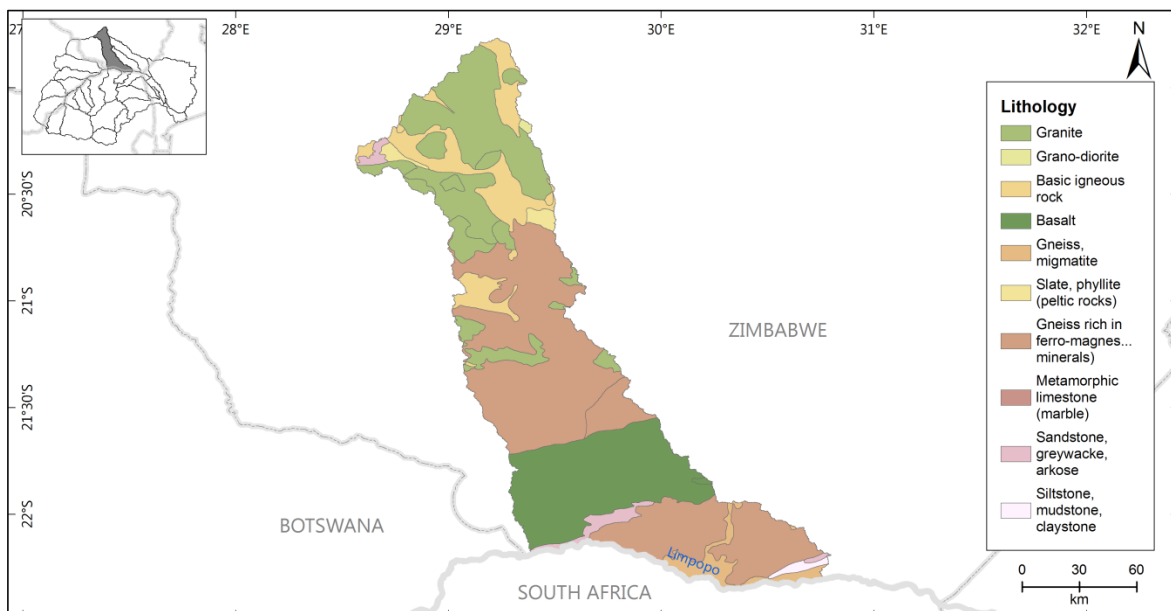 27
28°E
29°E
30°E
31°E
32°E
N
20°30'S
21°S
21°30'S
22°S
ZIMBABWE
BOTSWANA
SOUTH AFRICA
Limpopo
Lithology
Granite
Grano-diorite
Basic igneous
rock
Basalt
Gneiss,
migmatite
Slate, phyllite
(peltic rocks)
Gneiss rich in
ferro-magnes...
minerals)
Metamorphic
limestone
(marble)
Sandstone,
greywacke,
arkose
Siltstone,
mudstone,
claystone
0 30 60
km